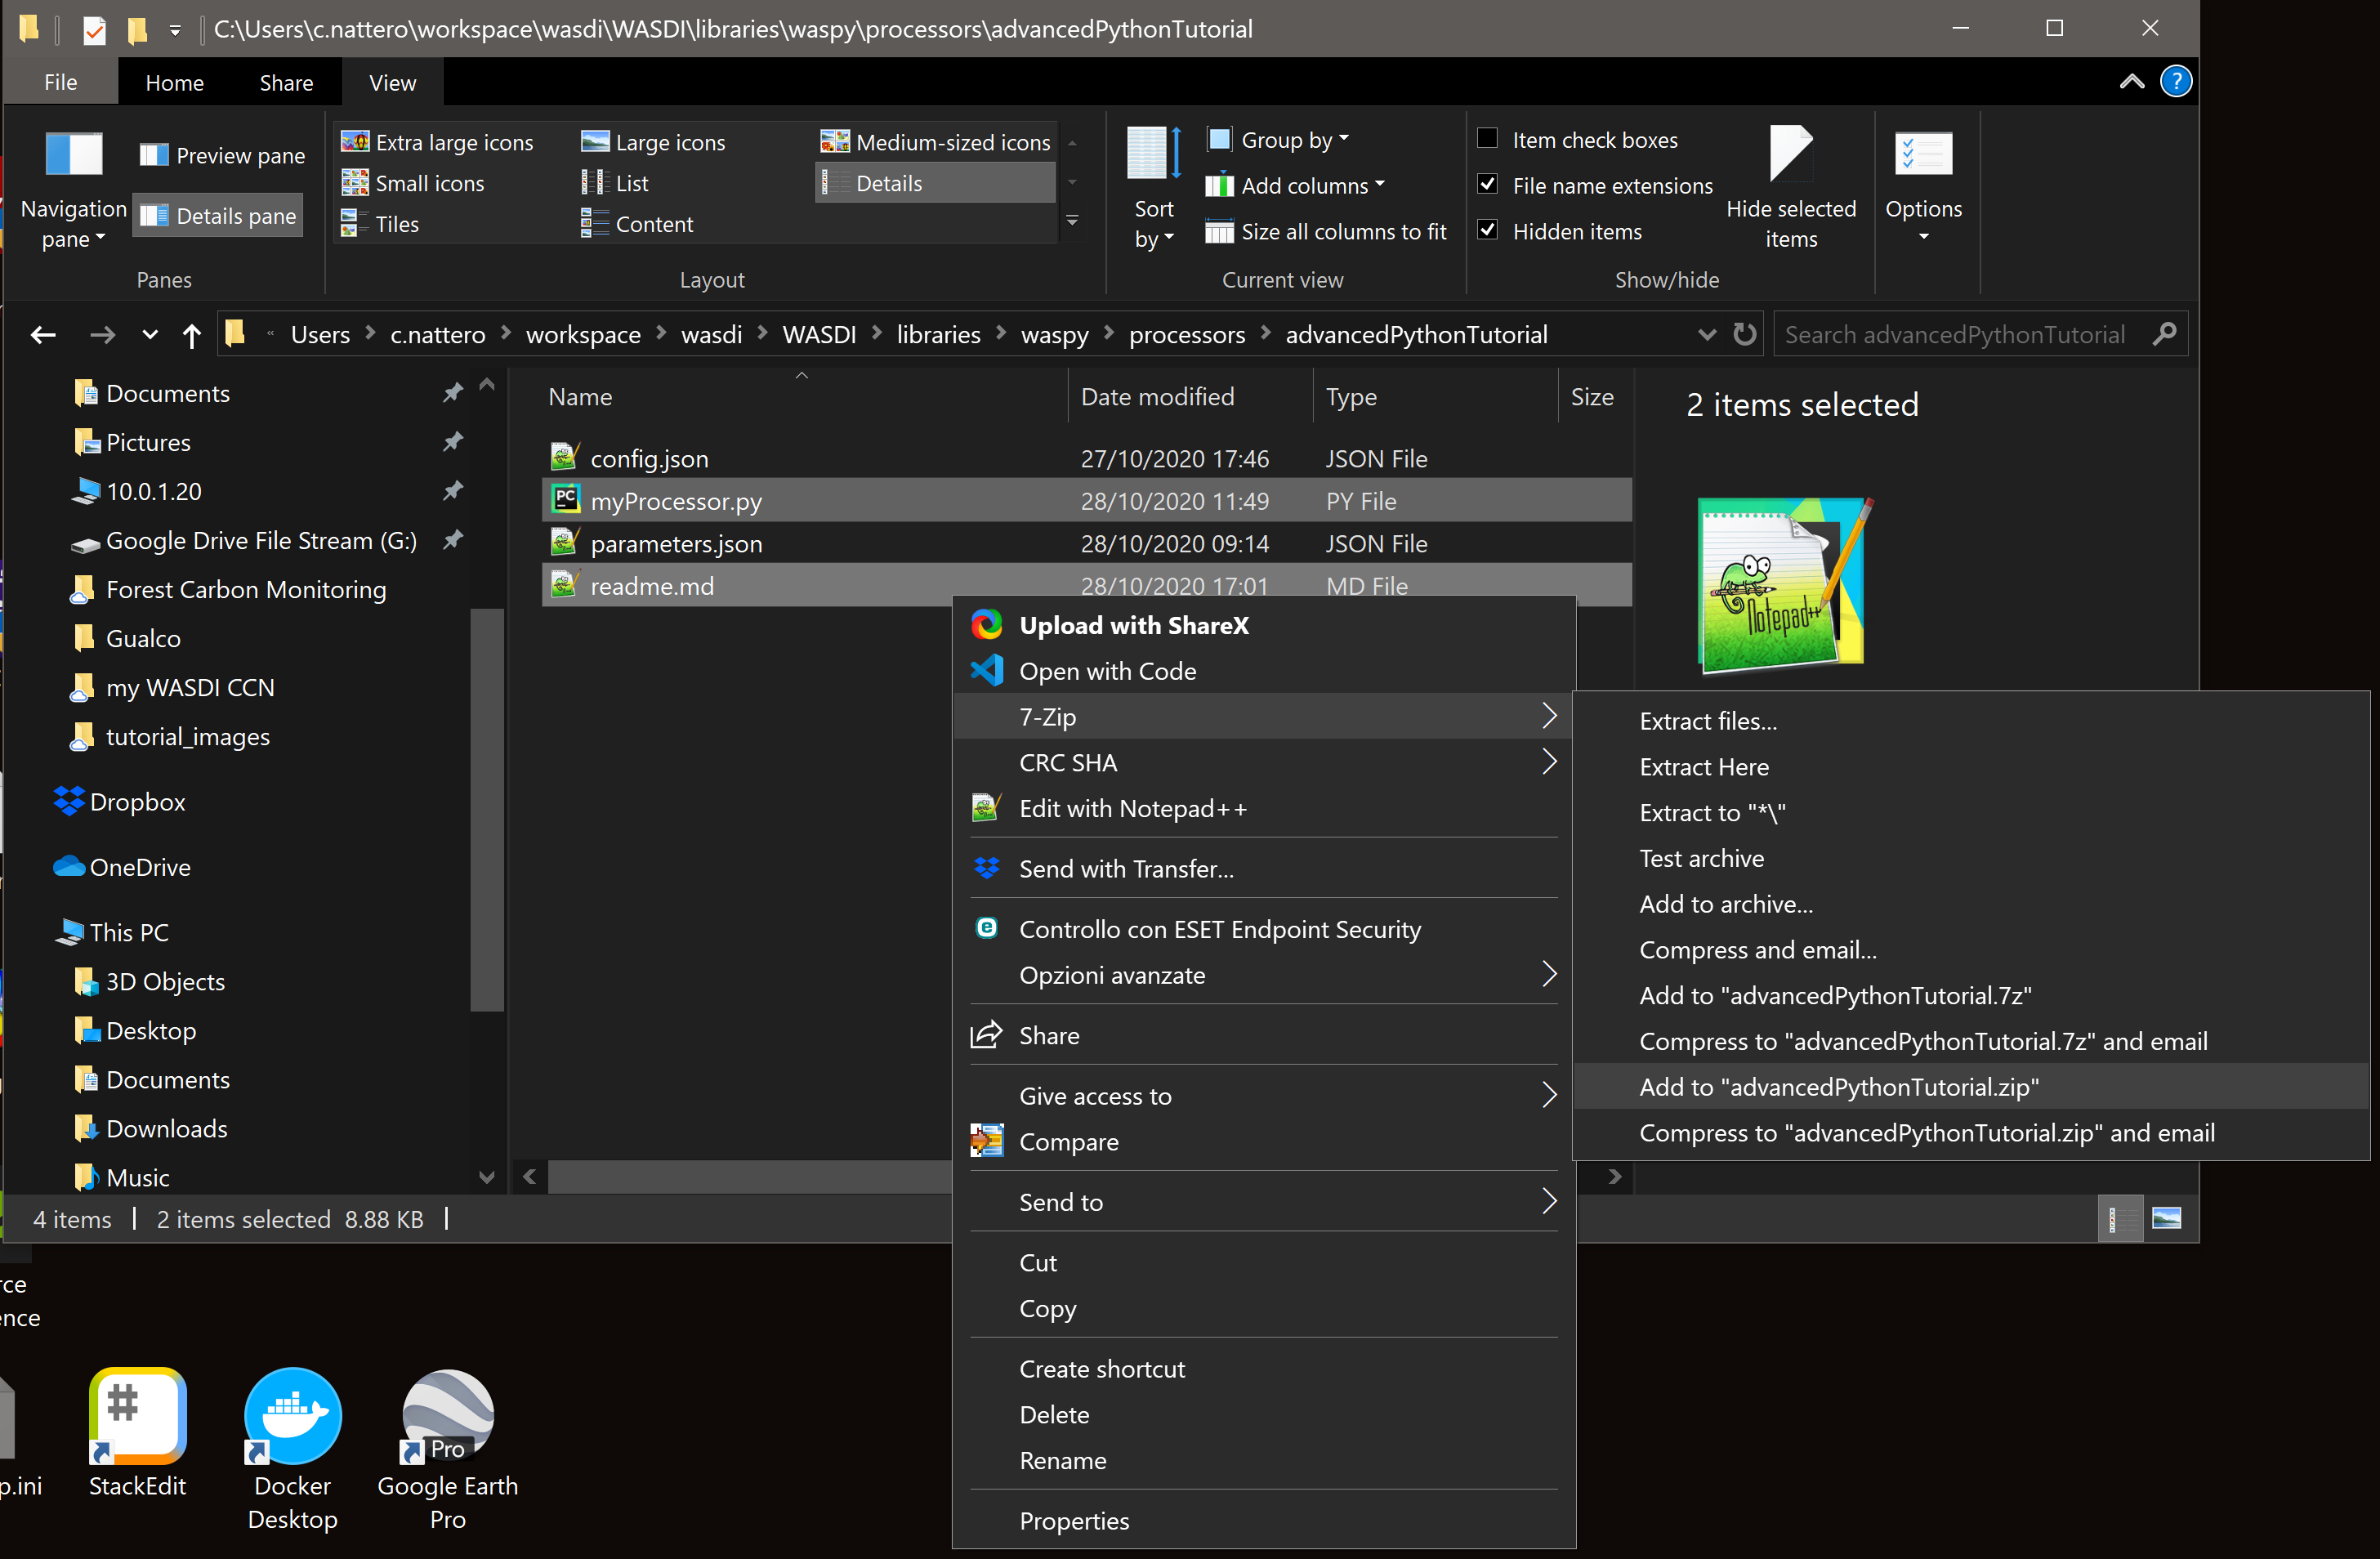 C:\Users\c.nattero\workspace\wasdi\WASDI\libraries\waspy\processors\advancedPythonTutorial
File Home Share View
Navigation pane
Preview pane
Details pane
Panes
Extra large icons Large icons Medium-sized icons
Small icons List Details
Tiles Content
Layout
Sort by
Group by
Add columns
Size all columns to fit
Current view
Item check boxes
File name extensions
Hidden items
Hide selected items
Show/hide
Options
« Users c.nattero workspace wasdi WASDI libraries waspy processors advancedPythonTutorial
Search advancedPythonTutorial
Documents
Pictures
10.0.1.20
Google Drive File Stream (G:)
Forest Carbon Monitoring
Gualco
my WASDI CCN
tutorial_images
Dropbox
OneDrive
This PC
3D Objects
Desktop
Documents
Downloads
Music
Name Date modified Type Size
config.json 27/10/2020 17:46 JSON File
PC myProcessor.py 28/10/2020 11:49 PY File
parameters.json 28/10/2020 09:14 JSON File
readme.md 28/10/2020 17:01 MD File
2 items selected
Notepad++
Upload with ShareX
Open with Code
7-Zip
CRC SHA
Edit with Notepad++
Send with Transfer...
Controllo con ESET Endpoint Security
Opzioni avanzate
Share
Give access to
Compare
Send to
Cut
Copy
Create shortcut
Delete
Rename
Properties
Extract files...
Extract Here
Extract to "*\"
Test archive
Add to archive...
Compress and email...
Add to "advancedPythonTutorial.7z"
Compress to "advancedPythonTutorial.7z" and email
Add to "advancedPythonTutorial.zip"
Compress to "advancedPythonTutorial.zip" and email
4 items 2 items selected 8.88 KB
p.ini
StackEdit
Docker Desktop
Pro
Google Earth Pro